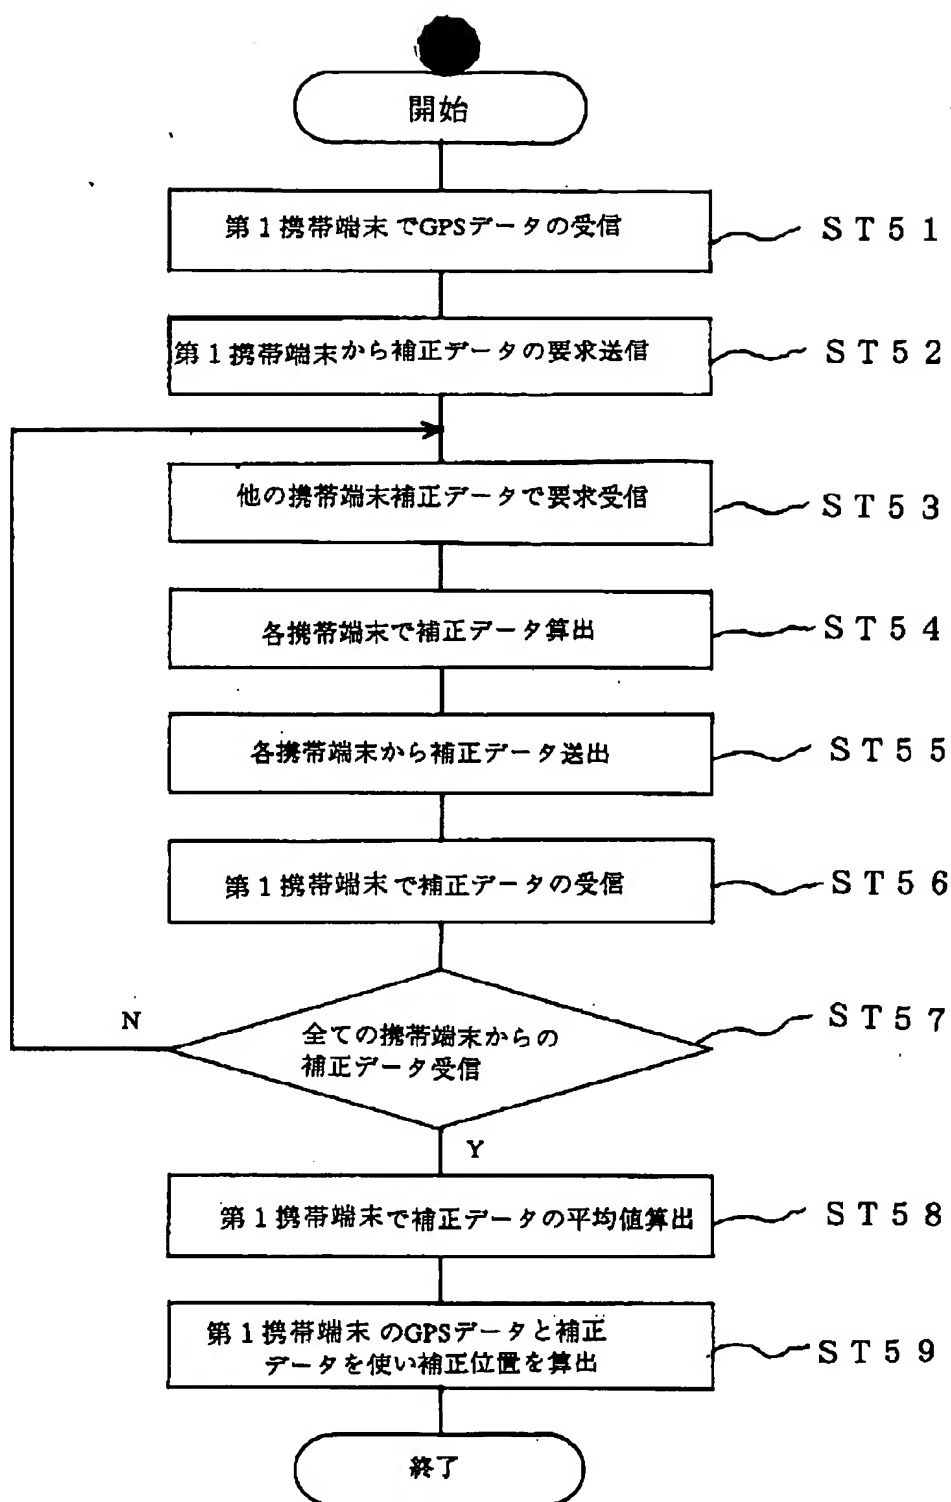 開始
第1携帯端末でGPSデータの受信
ST51
第1携帯端末から補正データの要求送信
ST52
他の携帯端末補正データで要求受信
ST53
各携帯端末で補正データ算出
ST54
各携帯端末から補正データ送出
ST55
第1携帯端末で補正データの受信
ST56
N
全ての携帯端末からの
補正データ受信
ST57
Y
第1携帯端末で補正データの平均値算出
ST58
第1携帯端末のGPSデータと補正
データを使い補正位置を算出
ST59
終了